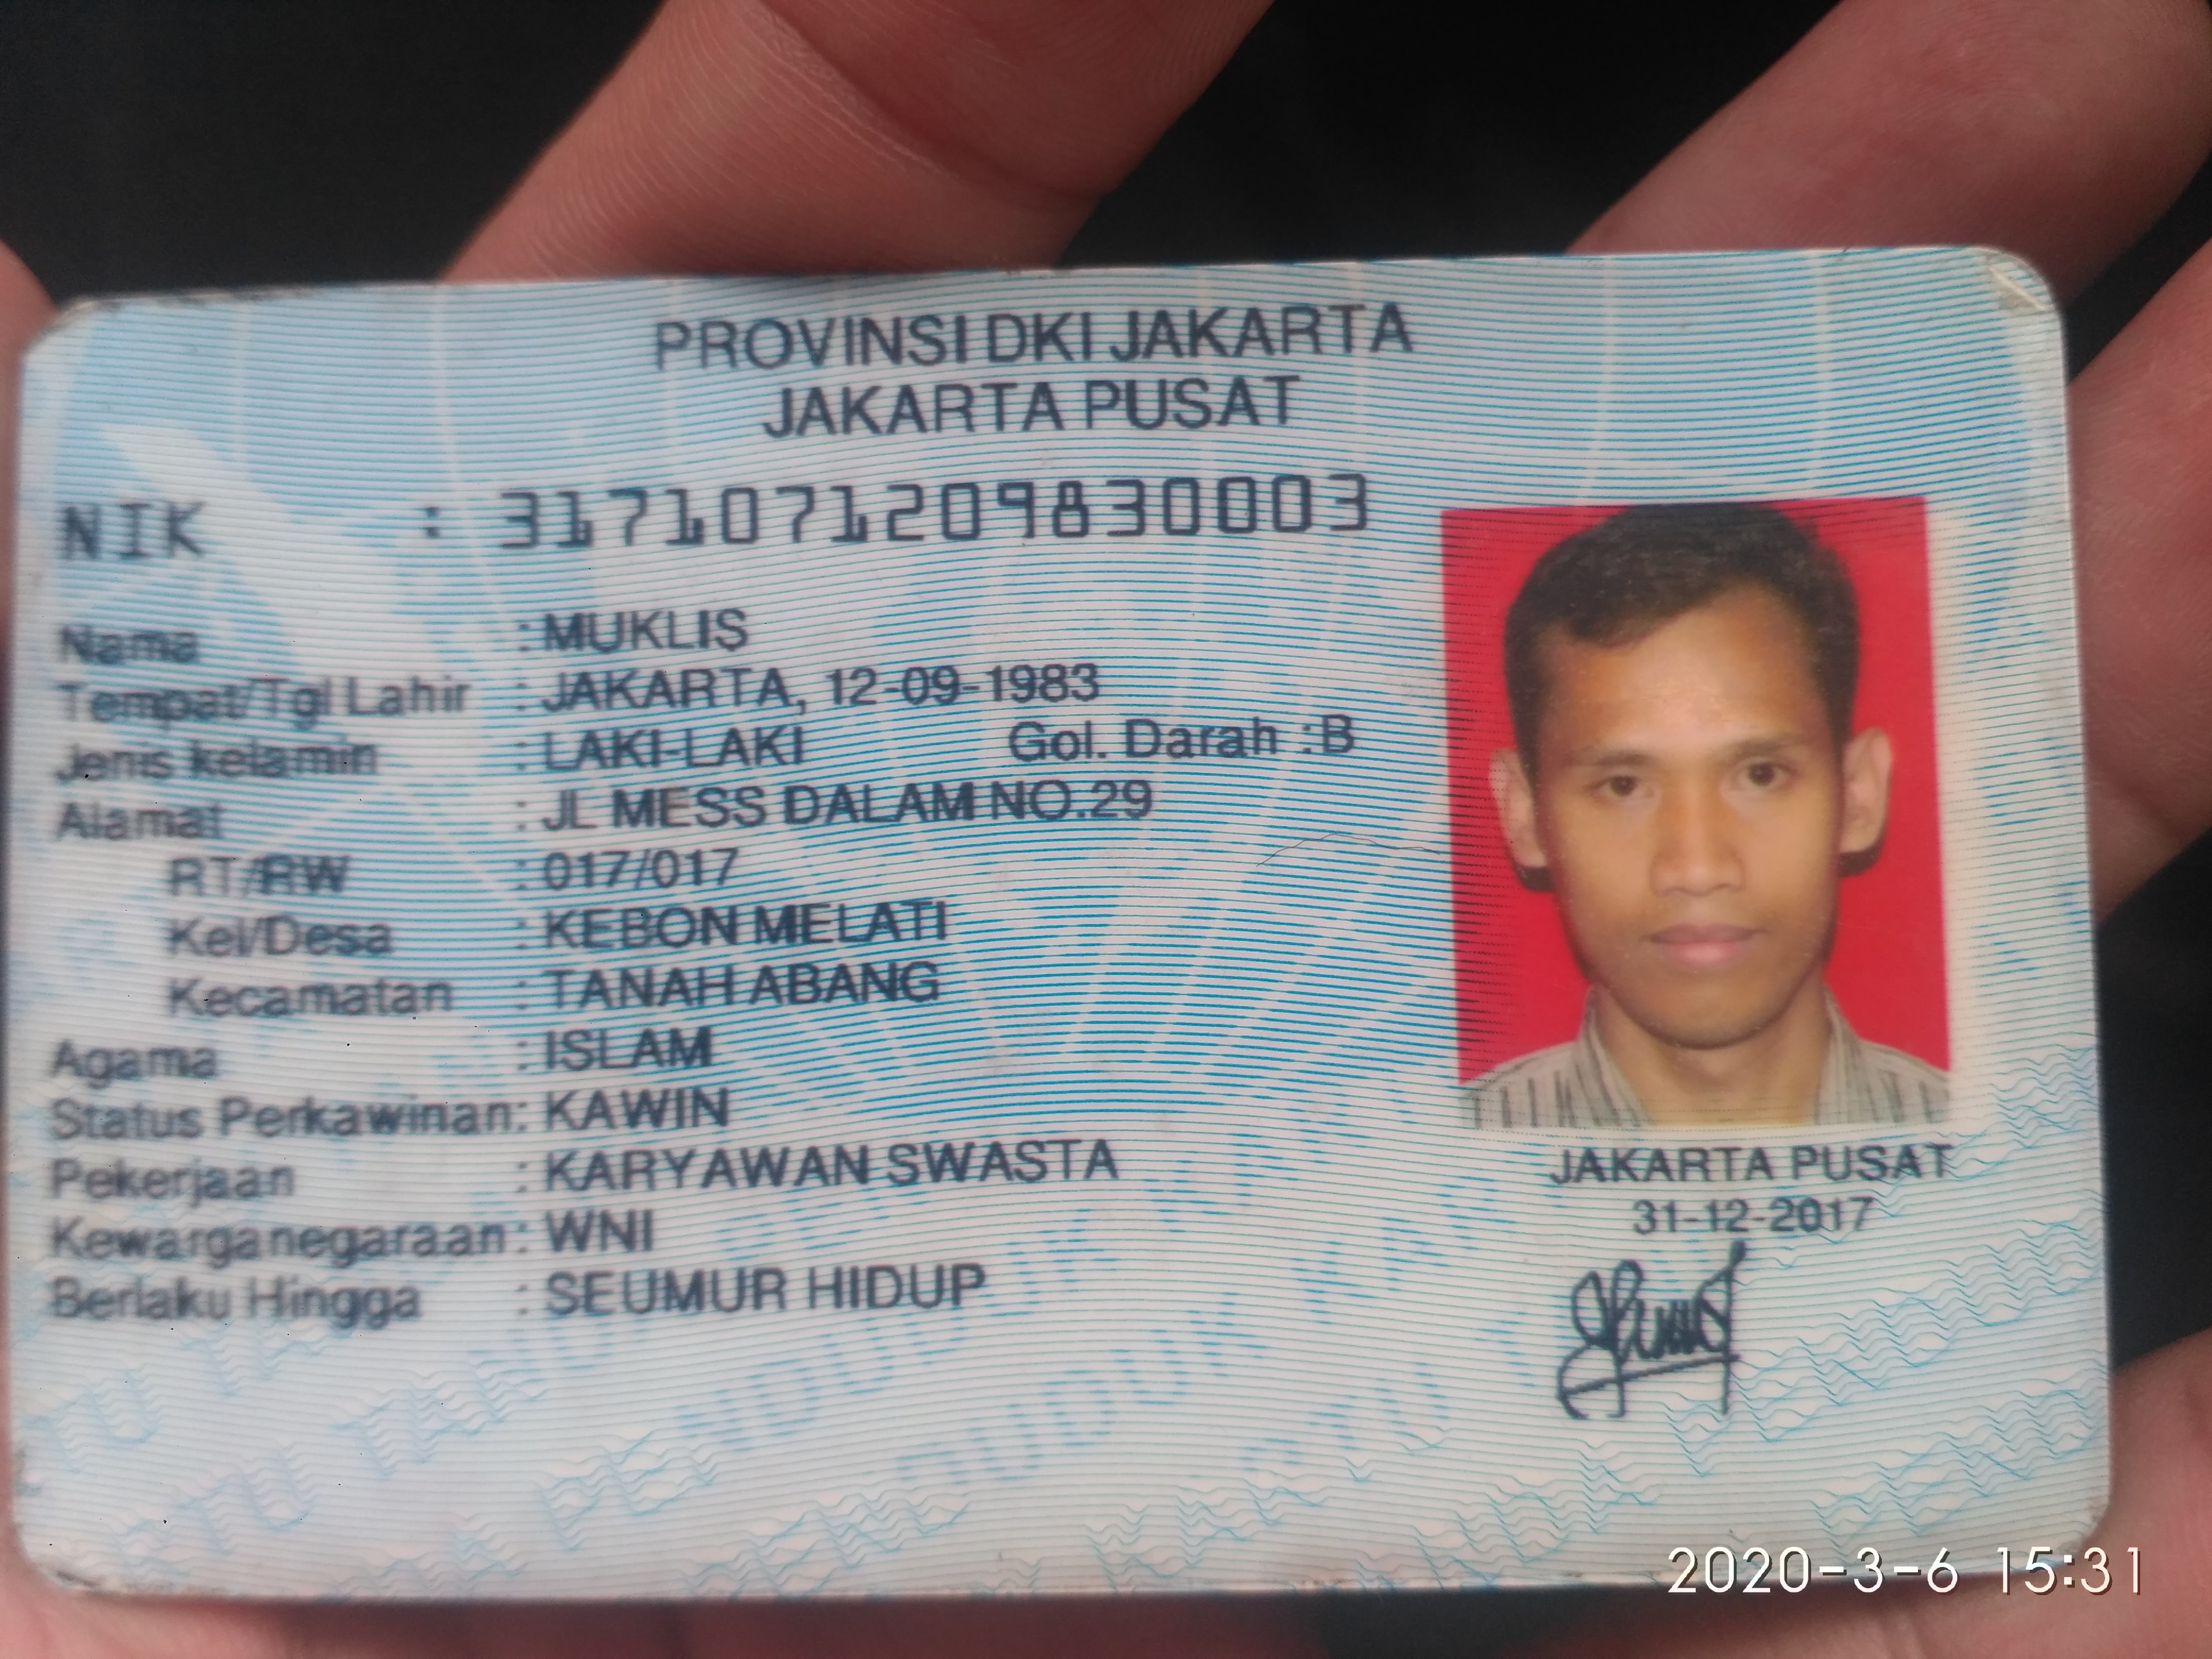 PROVINSI DKI JAKARTA
JAKARTA PUSAT
NIK : 3171071209830003
Nama : MUKLIS
Tempat/Tgl Lahir : JAKARTA, 12-09-1983
Jenis kelamin : LAKI-LAKI Gol. Darah : B
Alamat : JL MESS DALAM NO.29
RT/RW : 017/017
Kel/Desa : KEBON MELATI
Kecamatan : TANAH ABANG
Agama : ISLAM
Status Perkawinan: KAWIN
Pekerjaan : KARYAWAN SWASTA
Kewarganegaraan: WNI
Berlaku Hingga : SEUMUR HIDUP
JAKARTA PUSAT
31-12-2017
2020-3-6 15:31